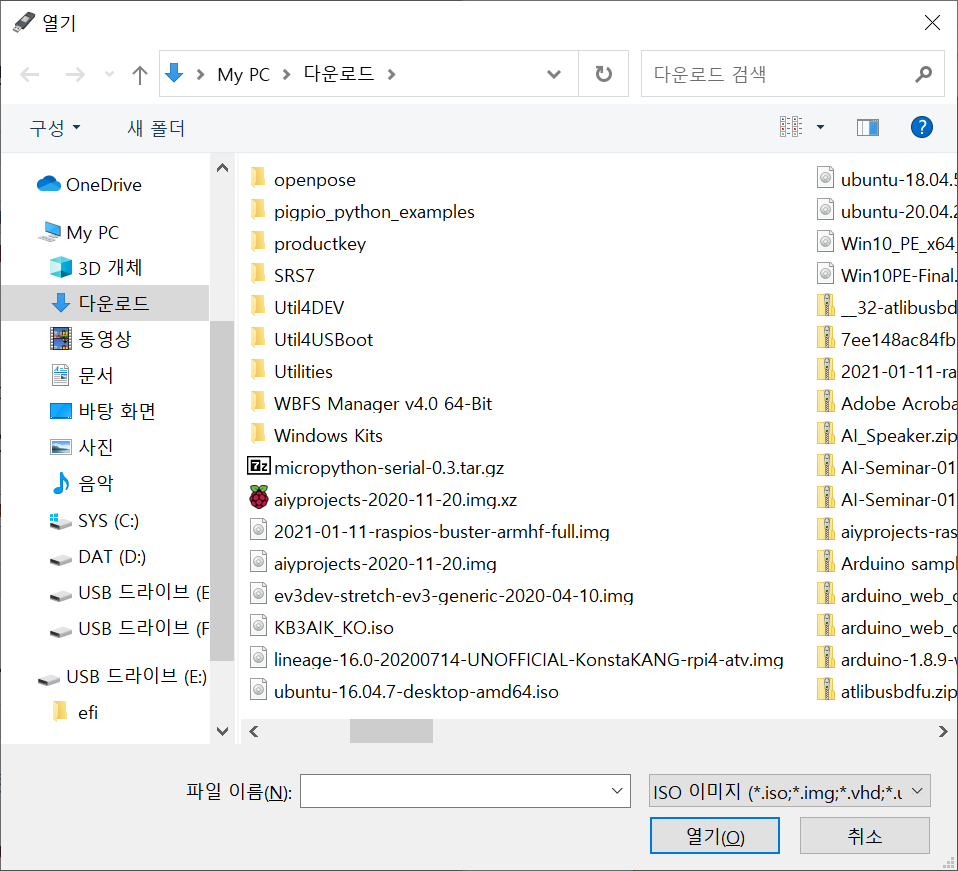 열기
My PC 다운로드
다운로드 검색
구성 새 폴더
OneDrive
My PC
3D 개체
다운로드
동영상
문서
바탕 화면
사진
음악
SYS (C:)
DAT (D:)
USB 드라이브 (E
USB 드라이브 (F
USB 드라이브 (E:)
efi
openpose
pigpio_python_examples
productkey
SRS7
Util4DEV
Util4USBoot
Utilities
WBFS Manager v4.0 64-Bit
Windows Kits
7z micropython-serial-0.3.tar.gz
aiyprojects-2020-11-20.img.xz
2021-01-11-raspios-buster-armhf-full.img
aiyprojects-2020-11-20.img
ev3dev-stretch-ev3-generic-2020-04-10.img
KB3AIK_KO.iso
lineage-16.0-20200714-UNOFFICIAL-KonstaKANG-rpi4-atv.img
ubuntu-16.04.7-desktop-amd64.iso
ubuntu-18.04.5
ubuntu-20.04.2
Win10_PE_x64_
Win10PE-Final.
__32-atlibusbd
7ee148ac84fb
2021-01-11-ra
Adobe Acroba
AI_Speaker.zip
AI-Seminar-01
AI-Seminar-01
aiyprojects-ras
Arduino sampl
arduino_web_c
arduino_web_c
arduino-1.8.9-w
atlibusbdfu.zip
파일 이름(N):
ISO 이미지 (*.iso;*.img;*.vhd;*.u
열기(O) 취소